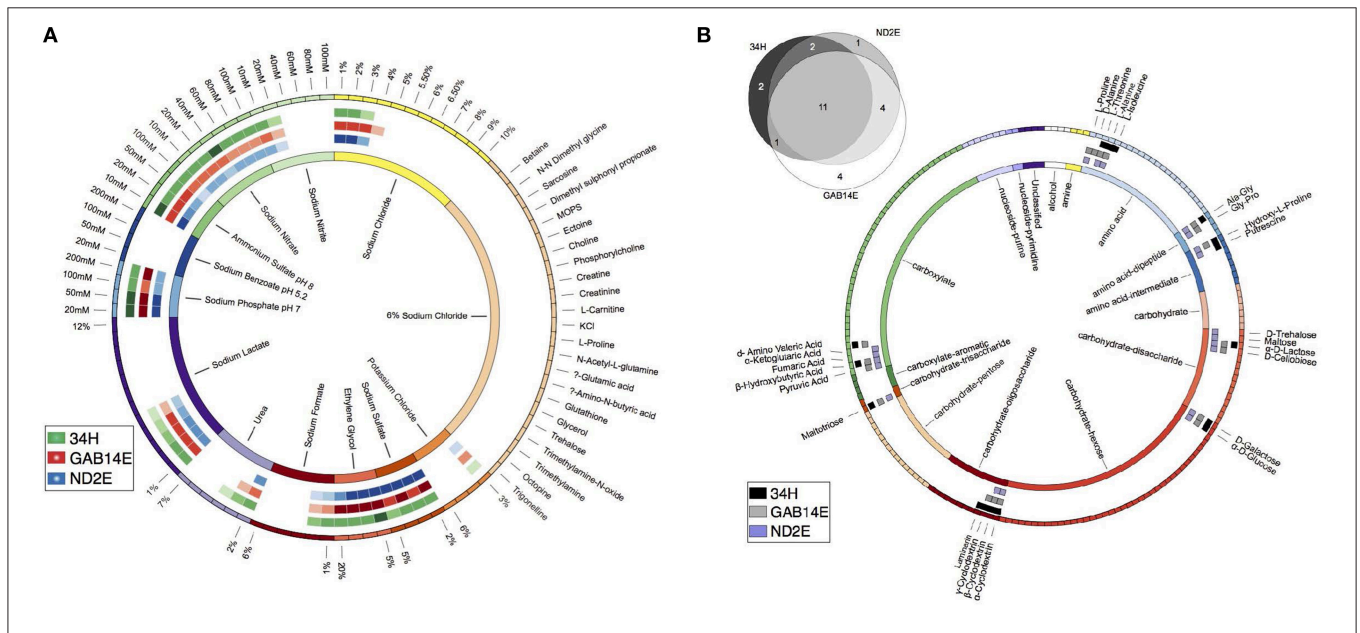 A
100mM
80mM
60mM
40mM
20mM
10mM
100mM
80mM
60mM
40mM
20mM
10mM
100mM
50mM
20mM
10mM
200mM
100mM
50mM
20mM
200mM
100mM
50mM
20mM
12%
1%
2%
3%
4%
5%
5.50%
6%
6.50%
7%
8%
9%
10%
Betaine
N-N Dimethyl glycine
Sarcosine
Dimethyl sulphonyl propionate
MOPS
Ectoine
Choline
Phosphorylcholine
Creatine
Creatinine
L-Carnitine
KCl
L-Proline
N-Acetyl-L-glutamine
?-Glutamic acid
?-Amino-N-butyric acid
Glutathione
Glycerol
Trehalose
Trimethylamine-N-oxide
Trimethylamine
Octopine
Trigonelline
3%
6%
2%
5%
5%
20%
1%
6%
2%
7%
1%
Sodium Chloride
6% Sodium Chloride
Potassium Chloride
Sodium Sulfate
Ethylene Glycol
Sodium Formate
Urea
Sodium Lactate
Sodium Phosphate pH 7
Sodium Benzoate pH 5.2
Ammonium Sulfate pH 8
Sodium Nitrate
Sodium Nitrite
34H
GAB14E
ND2E
B
34H
ND2E
GAB14E
2
1
2
11
4
1
4
L-Proline
D-Alanine
L-Threonine
L-Alanine
L-Isoleucine
Ala-Gly
Gly-Pro
Hydroxy-L-Proline
Putrescine
D-Trehalose
Maltose
α-D-Lactose
D-Cellobiose
D-Galactose
α-D-Glucose
α-Cyclodextrin
β-Cyclodextrin
γ-Cyclodextrin
Laminarin
Maltotriose
Pyruvic Acid
β-Hydroxybutyric Acid
Fumaric Acid
α-Ketoglutaric Acid
d- Amino Valeric Acid
alcohol
amine
amino acid
amino acid-dipeptide
amino acid-intermediate
carbohydrate
carbohydrate-disaccharide
carbohydrate-hexose
carbohydrate-oligosaccharide
carbohydrate-pentose
carbohydrate-trisaccharide
carboxylate-aromatic
carboxylate
nucleoside-purine
nucleoside-pyrimidine
Unclassified
34H
GAB14E
ND2E